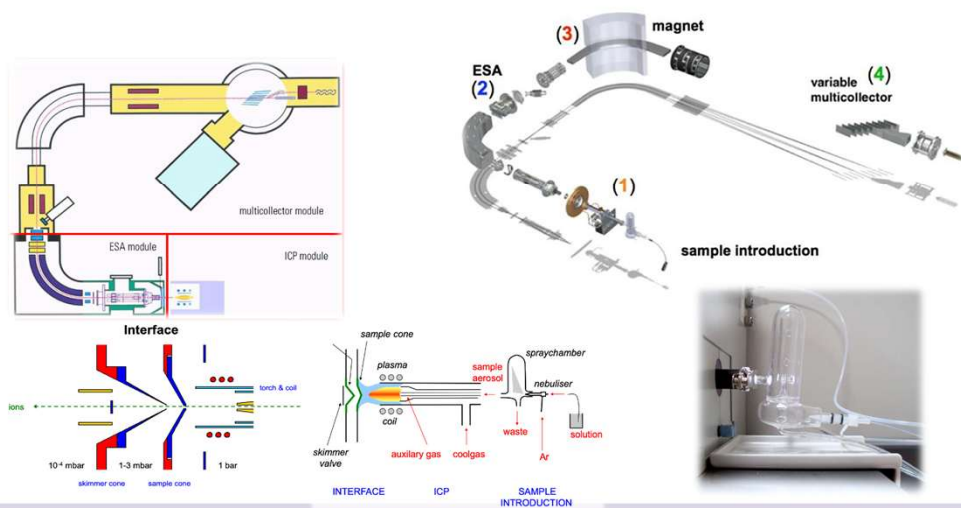 multicollector module
ESA module
ICP module
(3)
magnet
ESA
(2)
(4)
variable
multicollector
(1)
sample introduction
Interface
torch & coil
ions
10⁻⁴ mbar
1-3 mbar
1 bar
skimmer cone
sample cone
sample cone
plasma
coil
skimmer
valve
auxilary gas
coolgas
sample
aerosol
spraychamber
nebuliser
waste
Ar
solution
INTERFACE
ICP
SAMPLE
INTRODUCTION